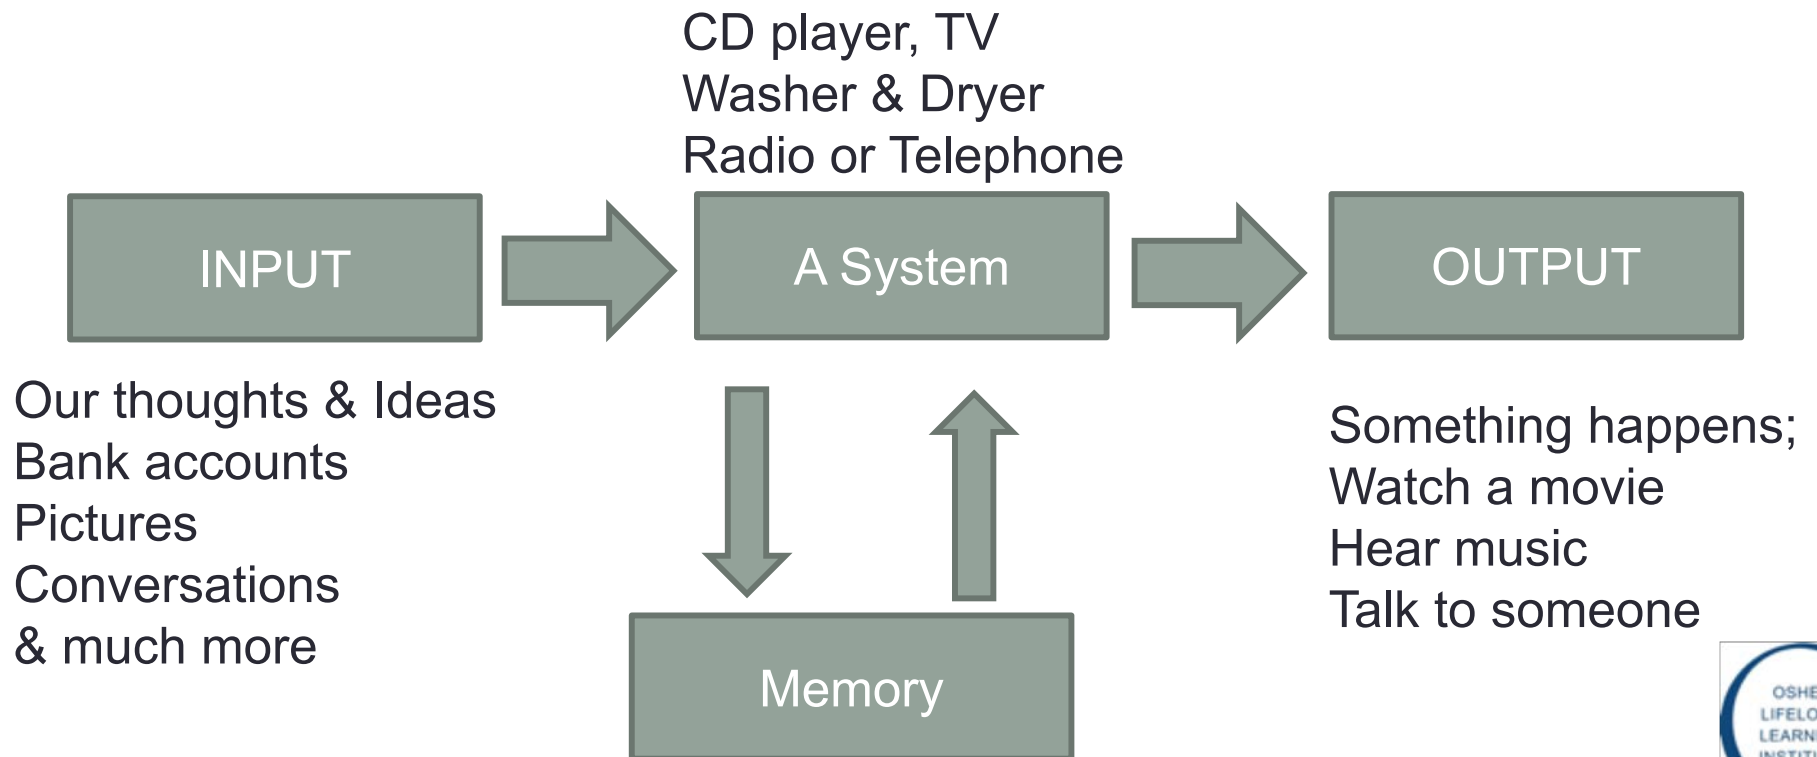 CD player, TV
Washer & Dryer
Radio or Telephone
INPUT
A System
OUTPUT
Our thoughts & Ideas
Bank accounts
Pictures
Conversations
& much more
Something happens;
Watch a movie
Hear music
Talk to someone
Memory